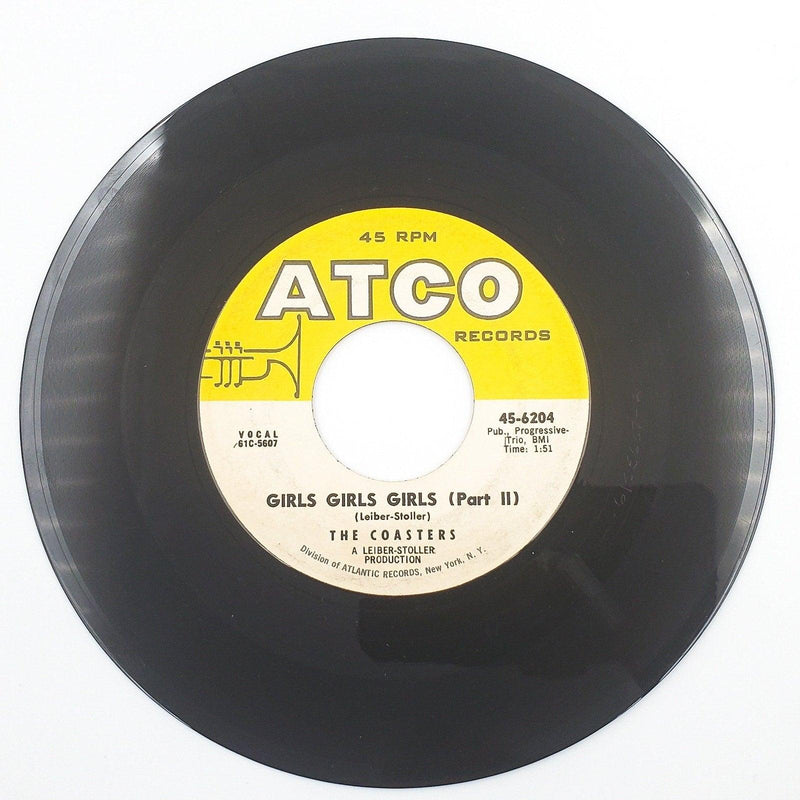 45 RPM
ATCO
RECORDS
VOCAL
61C-5607
45-6204
Pub., Progressive-
Trio, BMI
Time: 1:51
GIRLS GIRLS GIRLS (Part II)
(Leiber-Stoller)
THE COASTERS
A LEIBER-STOLLER
PRODUCTION
Division of ATLANTIC RECORDS, New York, N. Y.